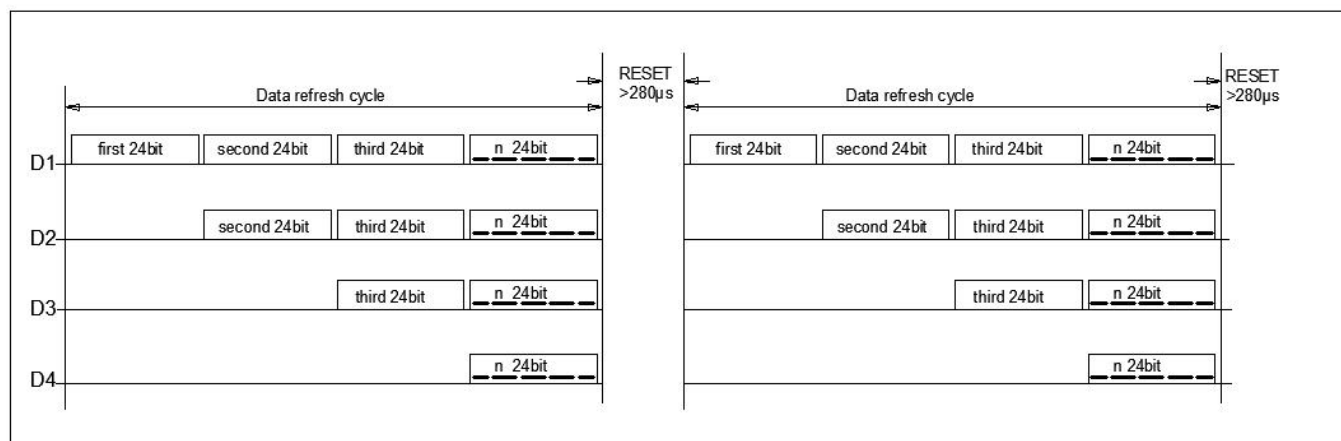 RESET
>280μs
RESET
>280μs
Data refresh cycle
Data refresh cycle
D1
first 24bit
second 24bit
third 24bit
n 24bit
first 24bit
second 24bit
third 24bit
n 24bit
D2
second 24bit
third 24bit
n 24bit
second 24bit
third 24bit
n 24bit
D3
third 24bit
n 24bit
third 24bit
n 24bit
D4
n 24bit
n 24bit